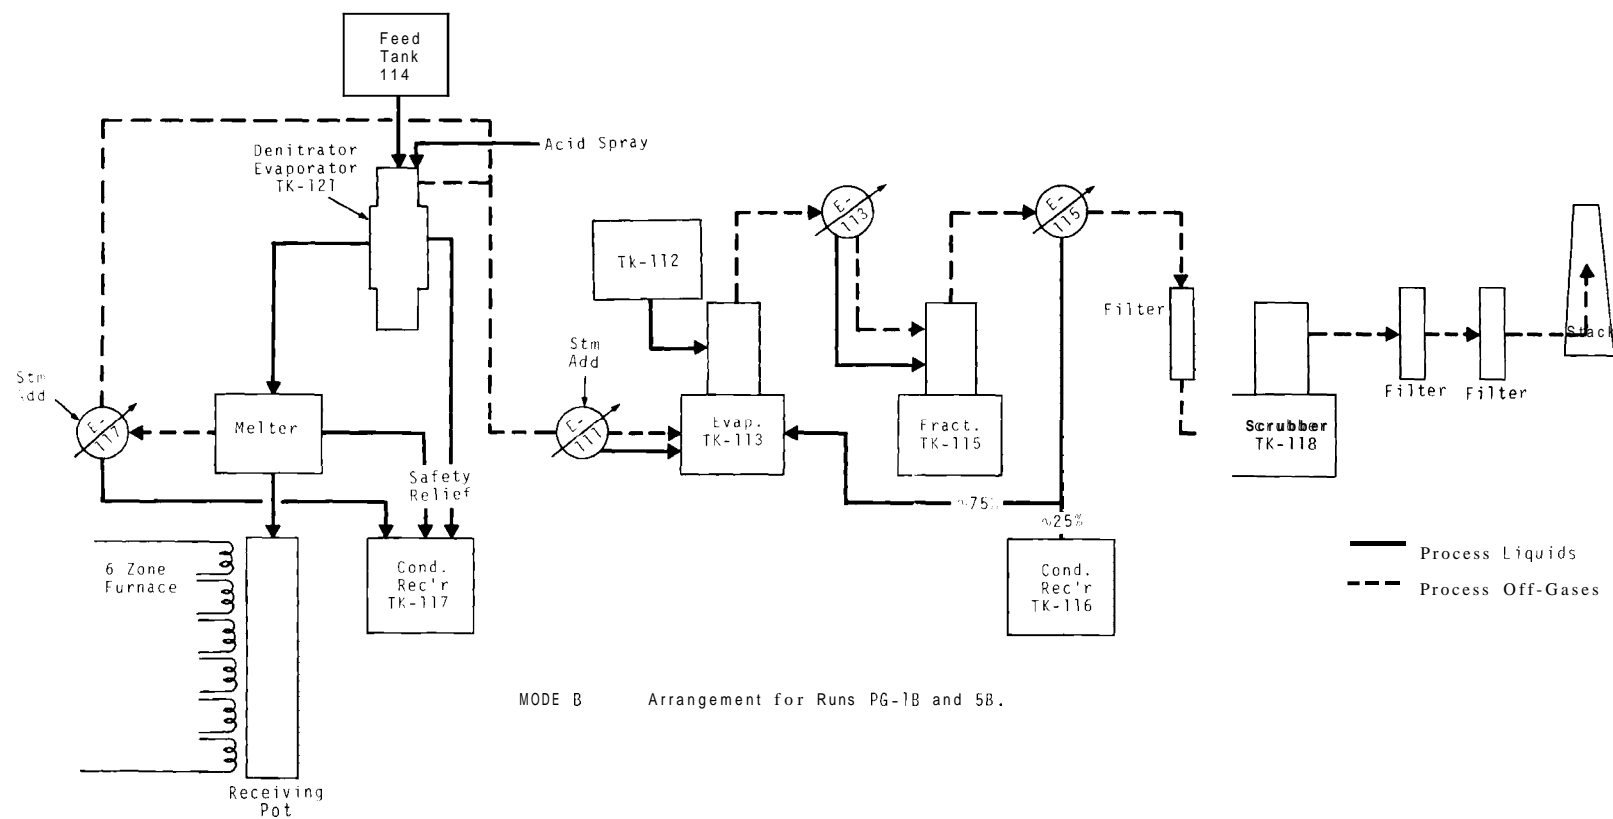 Feed
Tank
114
Acid Spray
Denitrator
Evaporator
TK-121
E-
113
E-
115
Tk-112
Filter
Stack
Stm
Add
Stm
Add
Filter
Filter
E-
117
Melter
E-
111
Evap.
TK-113
Fract.
TK-115
Scrubber
TK-118
Safety
Relief
~75%
~25%
6 Zone
Furnace
Cond.
Rec'r
TK-117
Cond.
Rec'r
TK-116
Process Liquids
Process Off-Gases
MODE B Arrangement for Runs PG-1B and 5B.
Receiving
Pot